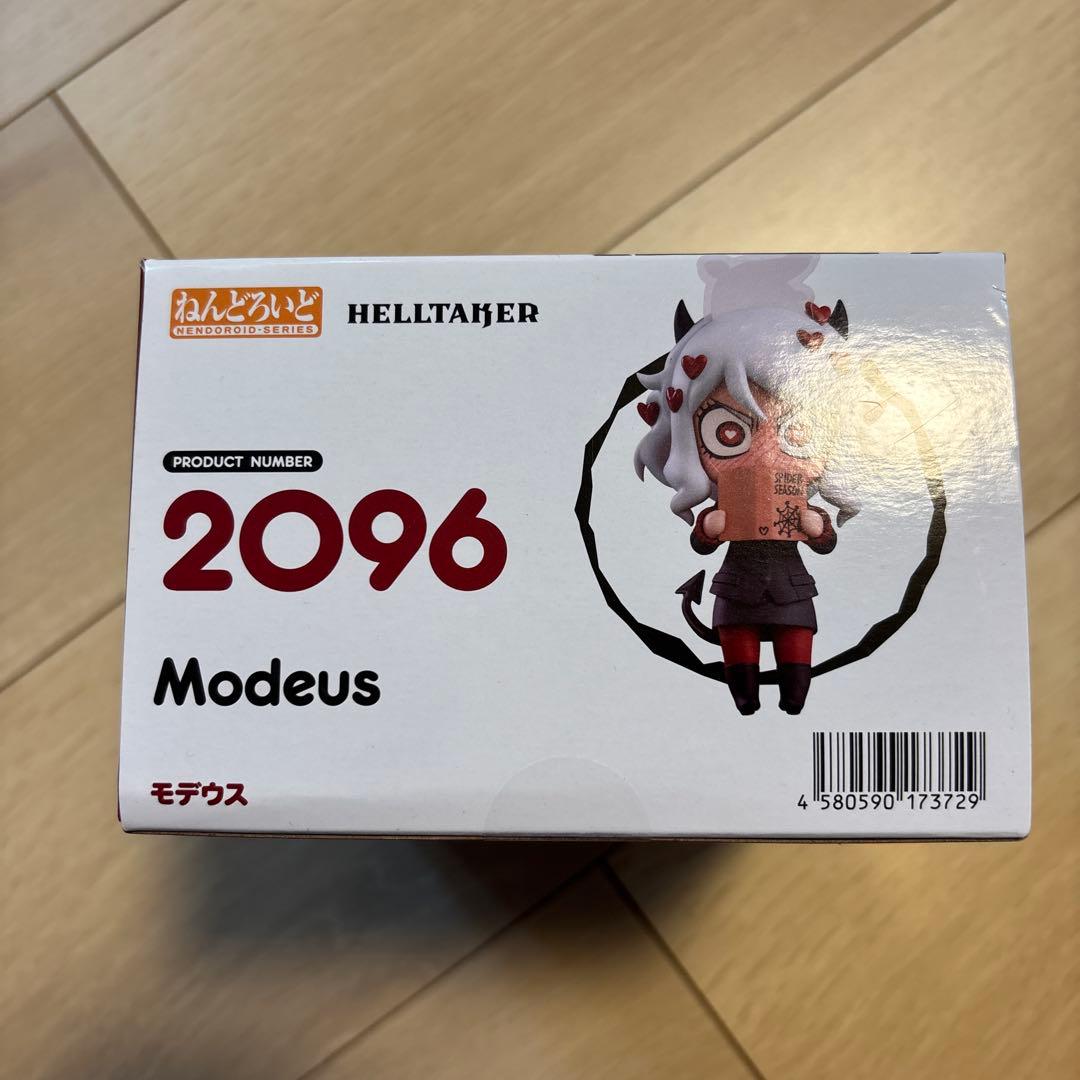 ねんどろいど
NENDOROID-SERIES
HELLTAKER
PRODUCT NUMBER
2096
Modeus
モデウス
SPIDER
SEASON
4 580590 173729